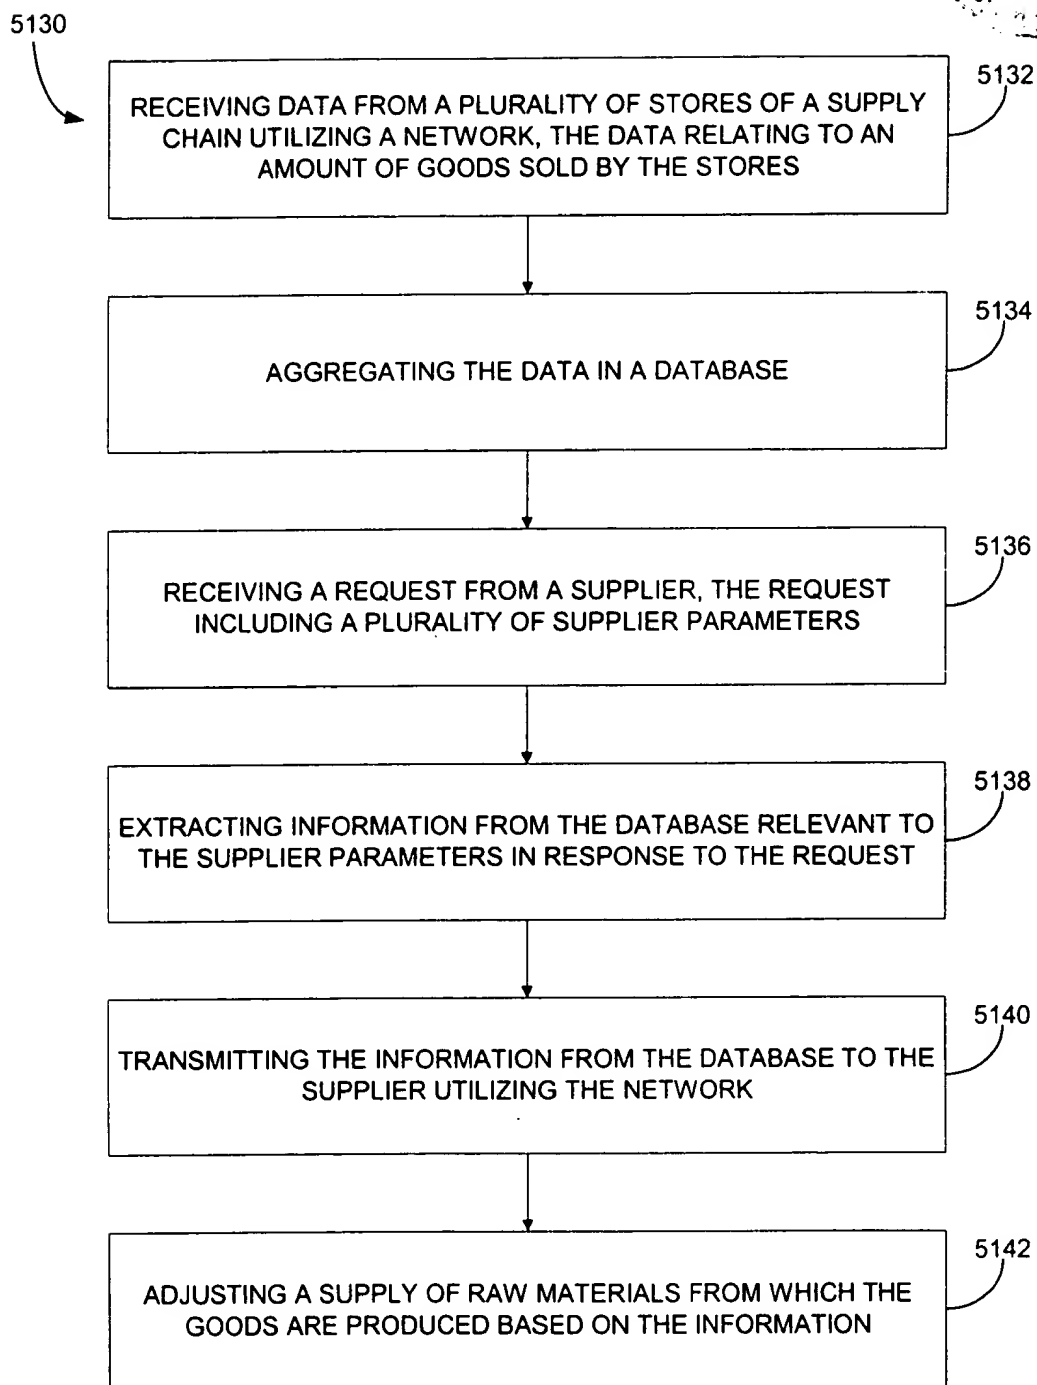 5130
5132
RECEIVING DATA FROM A PLURALITY OF STORES OF A SUPPLY
CHAIN UTILIZING A NETWORK, THE DATA RELATING TO AN
AMOUNT OF GOODS SOLD BY THE STORES
5134
AGGREGATING THE DATA IN A DATABASE
5136
RECEIVING A REQUEST FROM A SUPPLIER, THE REQUEST
INCLUDING A PLURALITY OF SUPPLIER PARAMETERS
5138
EXTRACTING INFORMATION FROM THE DATABASE RELEVANT TO
THE SUPPLIER PARAMETERS IN RESPONSE TO THE REQUEST
5140
TRANSMITTING THE INFORMATION FROM THE DATABASE TO THE
SUPPLIER UTILIZING THE NETWORK
5142
ADJUSTING A SUPPLY OF RAW MATERIALS FROM WHICH THE
GOODS ARE PRODUCED BASED ON THE INFORMATION